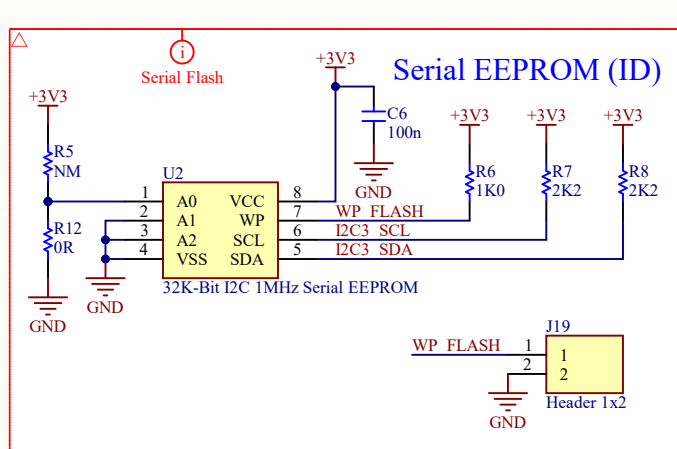 Serial EEPROM (ID)
i
Serial Flash
+3V3
+3V3
C6
100n
GND
+3V3
+3V3
+3V3
R5
NM
R12
0R
GND
GND
U2
1 A0 VCC 8
2 A1 WP 7
3 A2 SCL 6
4 VSS SDA 5
32K-Bit I2C 1MHz Serial EEPROM
WP_FLASH
I2C3_SCL
I2C3_SDA
R6
1K0
R7
2K2
R8
2K2
J19
WP_FLASH 1 1
2 2
Header 1x2
GND